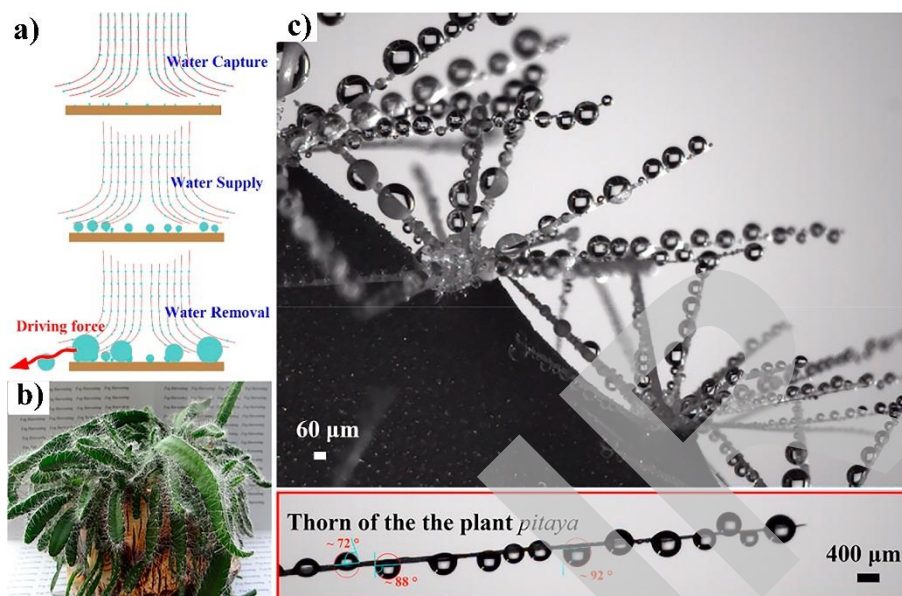 a)
Water Capture
Water Supply
Water Removal
Driving force
b)
c)
60 μm
Thorn of the the plant pitaya
~ 72°
~ 88°
~ 92°
400 μm